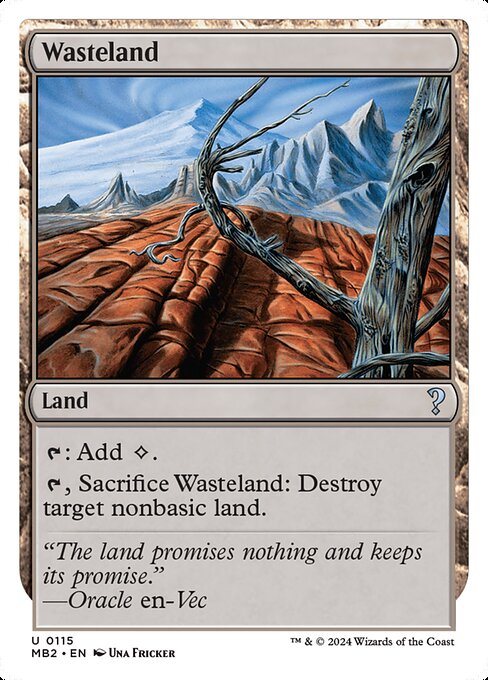 Wasteland
Land
: Add .
, Sacrifice Wasteland: Destroy
target nonbasic land.
“The land promises nothing and keeps
its promise.”
—Oracle en-Vec
U 0115
MB2 • EN Una Fricker
™ & © 2024 Wizards of the Coast